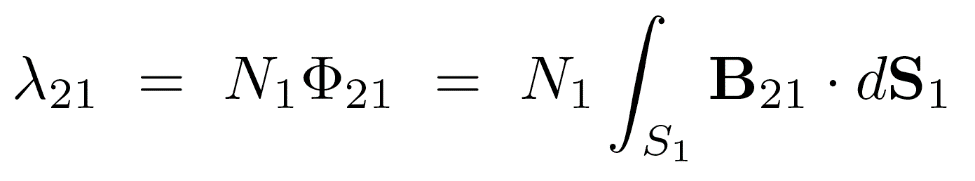 λ₂₁ = N₁Φ₂₁ = N₁ ∫_{S₁} 𝐁₂₁ · d𝐒₁